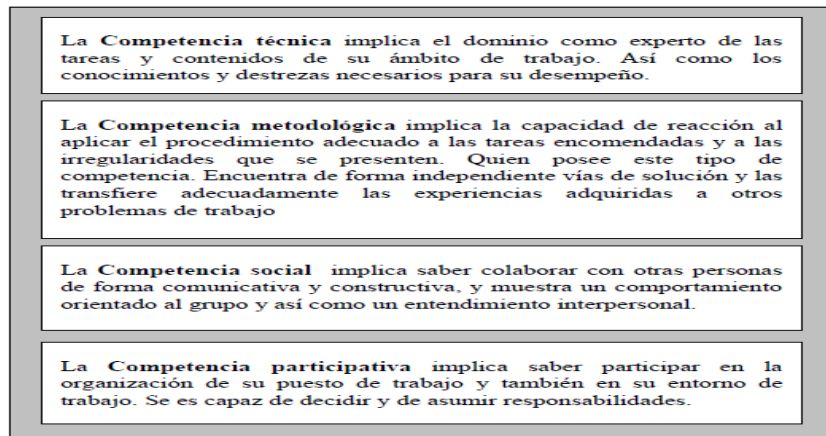 La Competencia técnica implica el dominio como experto de las
tareas y contenidos de su ámbito de trabajo. Así como los
conocimientos y destrezas necesarios para su desempeño.
La Competencia metodológica implica la capacidad de reacción al
aplicar el procedimiento adecuado a las tareas encomendadas y a las
irregularidades que se presenten. Quien posee este tipo de
competencia. Encuentra de forma independiente vías de solución y las
transfiere adecuadamente las experiencias adquiridas a otros
problemas de trabajo
La Competencia social implica saber colaborar con otras personas
de forma comunicativa y constructiva, y muestra un comportamiento
orientado al grupo y así como un entendimiento interpersonal.
La Competencia participativa implica saber participar en la
organización de su puesto de trabajo y también en su entorno de
trabajo. Se es capaz de decidir y de asumir responsabilidades.